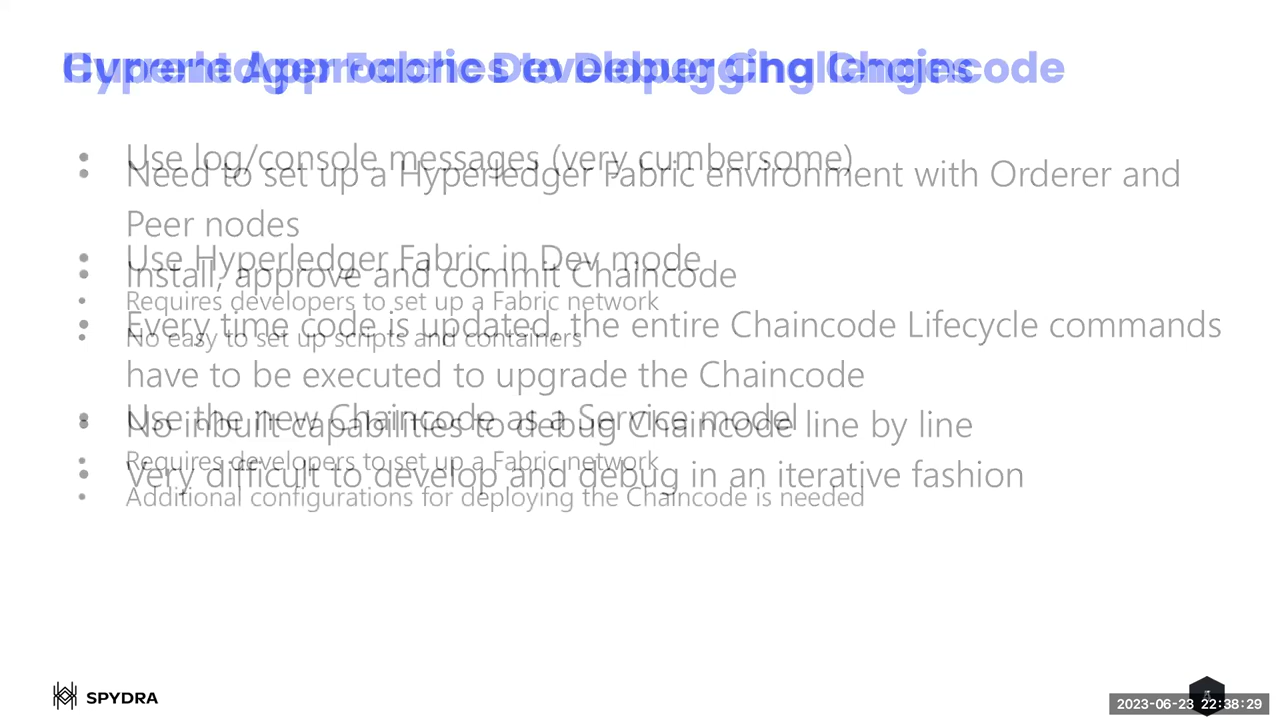 Hyperledger Fabric Developer Challenges
Need to set up a Hyperledger Fabric environment with Orderer and
Peer nodes
Install, approve and commit Chaincode
Every time code is updated, the entire Chaincode Lifecycle commands
have to be executed to upgrade the Chaincode
No inbuilt capabilities to debug Chaincode line by line
Very difficult to develop and debug in an iterative fashion
Current Approaches to Debugging Chaincode
Use log/console messages (very cumbersome)
Use Hyperledger Fabric in Dev mode
Requires developers to set up a Fabric network
No easy to set up scripts and containers
Use the new Chaincode as a Service model
Requires developers to set up a Fabric network
Additional configurations for deploying the Chaincode is needed
SPYDRA
2023-06-23 22:38:29